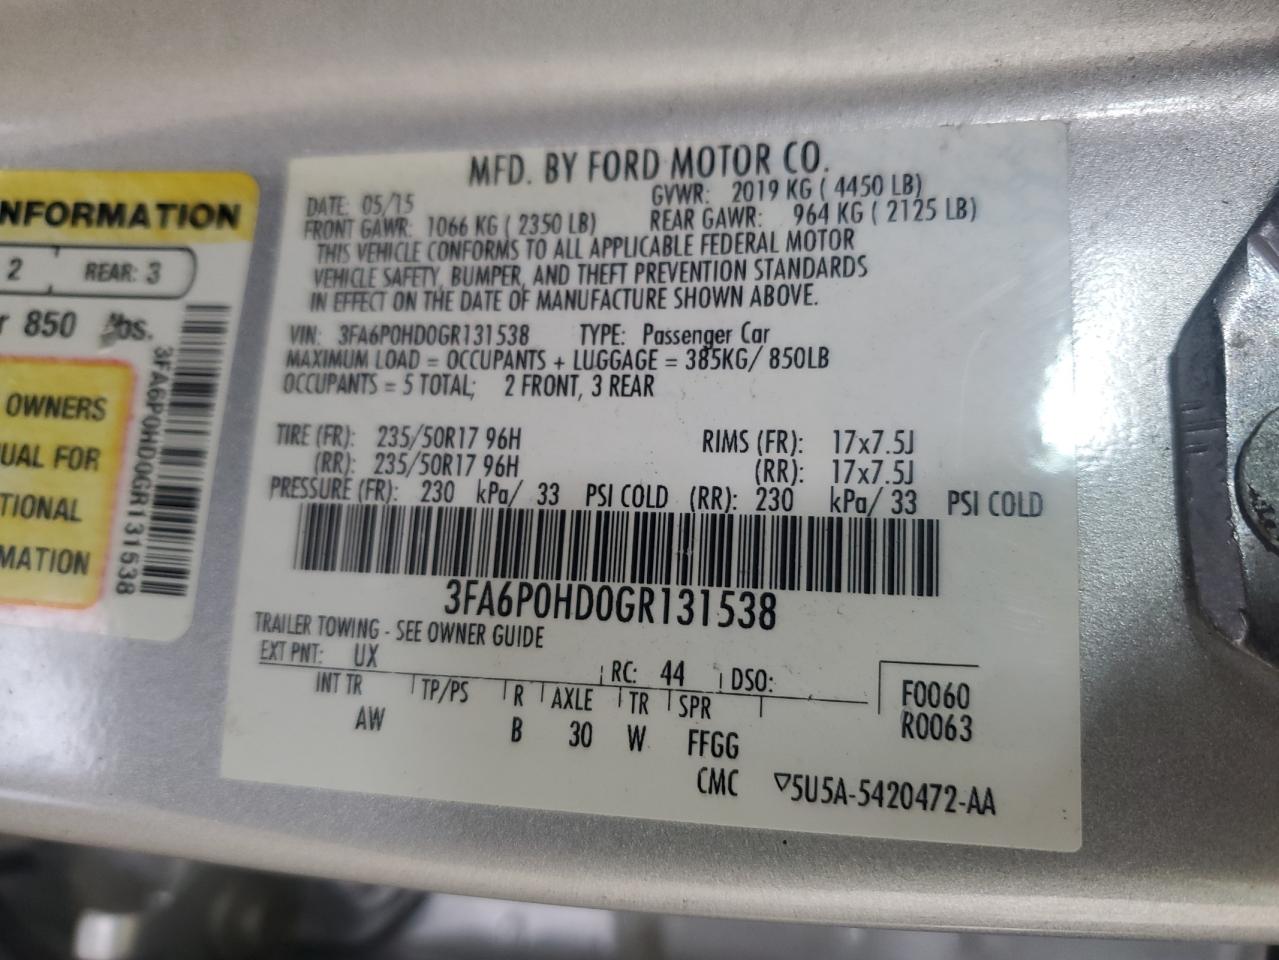 NFORMATION
2 REAR: 3
r 850 lbs.
OWNERS
UAL FOR
TIONAL
MATION
3FA6P0HD0GR131538
MFD. BY FORD MOTOR CO.
DATE: 05/15 GVWR: 2019 KG ( 4450 LB)
FRONT GAWR: 1066 KG ( 2350 LB) REAR GAWR: 964 KG ( 2125 LB)
THIS VEHICLE CONFORMS TO ALL APPLICABLE FEDERAL MOTOR
VEHICLE SAFETY, BUMPER, AND THEFT PREVENTION STANDARDS
IN EFFECT ON THE DATE OF MANUFACTURE SHOWN ABOVE.
VIN: 3FA6P0HD0GR131538 TYPE: Passenger Car
MAXIMUM LOAD = OCCUPANTS + LUGGAGE = 385KG/ 850LB
OCCUPANTS = 5 TOTAL; 2 FRONT, 3 REAR
TIRE (FR): 235/50R17 96H RIMS (FR): 17x7.5J
(RR): 235/50R17 96H (RR): 17x7.5J
PRESSURE (FR): 230 kPa/ 33 PSI COLD (RR): 230 kPa/ 33 PSI COLD
3FA6P0HD0GR131538
TRAILER TOWING - SEE OWNER GUIDE
EXT PNT: UX RC: 44 DSO:
INT TR TP/PS R AXLE TR SPR F0060
AW B 30 W FFGG R0063
CMC ▽5U5A-5420472-AA